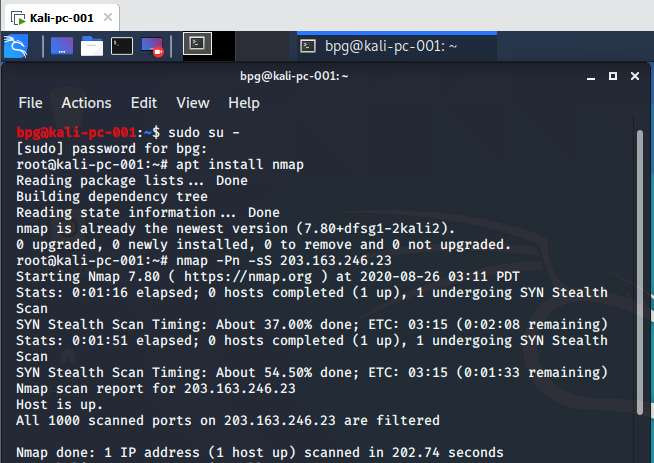 Kali-pc-001
bpg@kali-pc-001: ~
bpg@kali-pc-001: ~
File Actions Edit View Help
bpg@kali-pc-001:~$ sudo su -
[sudo] password for bpg:
root@kali-pc-001:~# apt install nmap
Reading package lists... Done
Building dependency tree
Reading state information... Done
nmap is already the newest version (7.80+dfsg1-2kali2).
0 upgraded, 0 newly installed, 0 to remove and 0 not upgraded.
root@kali-pc-001:~# nmap -Pn -sS 203.163.246.23
Starting Nmap 7.80 ( https://nmap.org ) at 2020-08-26 03:11 PDT
Stats: 0:01:16 elapsed; 0 hosts completed (1 up), 1 undergoing SYN Stealth
Scan
SYN Stealth Scan Timing: About 37.00% done; ETC: 03:15 (0:02:08 remaining)
Stats: 0:01:51 elapsed; 0 hosts completed (1 up), 1 undergoing SYN Stealth
Scan
SYN Stealth Scan Timing: About 54.50% done; ETC: 03:15 (0:01:33 remaining)
Nmap scan report for 203.163.246.23
Host is up.
All 1000 scanned ports on 203.163.246.23 are filtered
Nmap done: 1 IP address (1 host up) scanned in 202.74 seconds